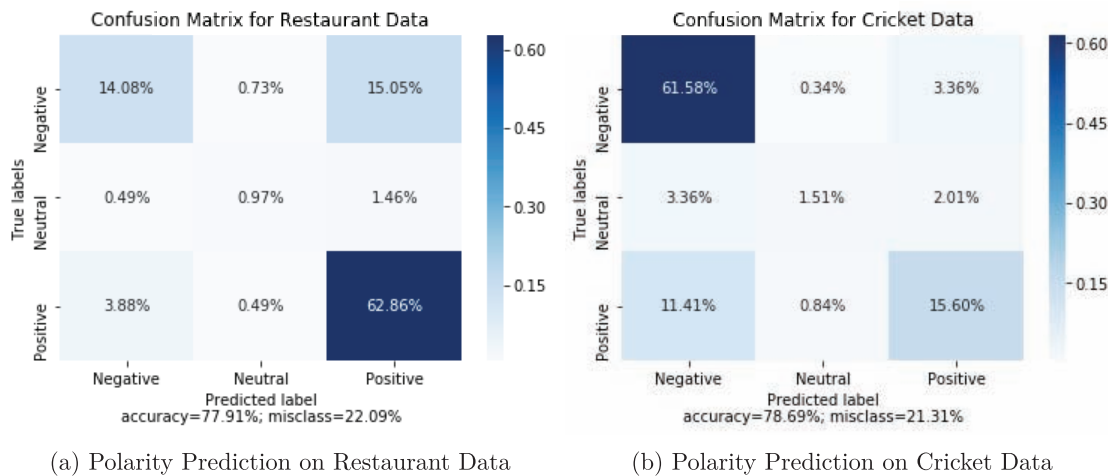 Confusion Matrix for Restaurant Data
Negative 14.08% 0.73% 15.05%
Neutral 0.49% 0.97% 1.46%
Positive 3.88% 0.49% 62.86%
True labels
Negative Neutral Positive
Predicted label
accuracy=77.91%; misclass=22.09%
0.60
0.45
0.30
0.15
(a) Polarity Prediction on Restaurant Data
Confusion Matrix for Cricket Data
Negative 61.58% 0.34% 3.36%
Neutral 3.36% 1.51% 2.01%
Positive 11.41% 0.84% 15.60%
True labels
Negative Neutral Positive
Predicted label
accuracy=78.69%; misclass=21.31%
0.60
0.45
0.30
0.15
(b) Polarity Prediction on Cricket Data